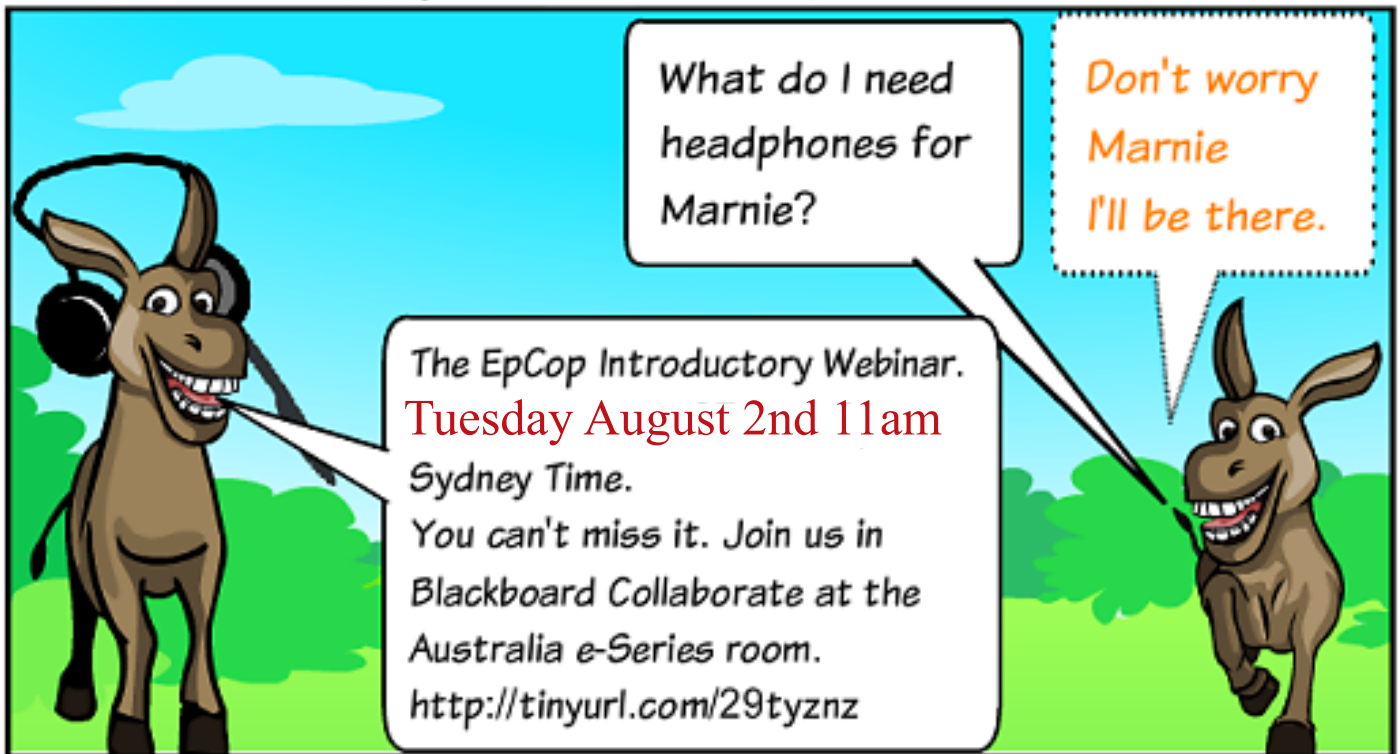 What do I need
headphones for
Marnie?
The EpCop Introductory Webinar.
Tuesday August 2nd 11am
Sydney Time.
You can't miss it. Join us in
Blackboard Collaborate at the
Australia e-Series room.
http://tinyurl.com/29tyznz
Don't worry
Marnie
I'll be there.